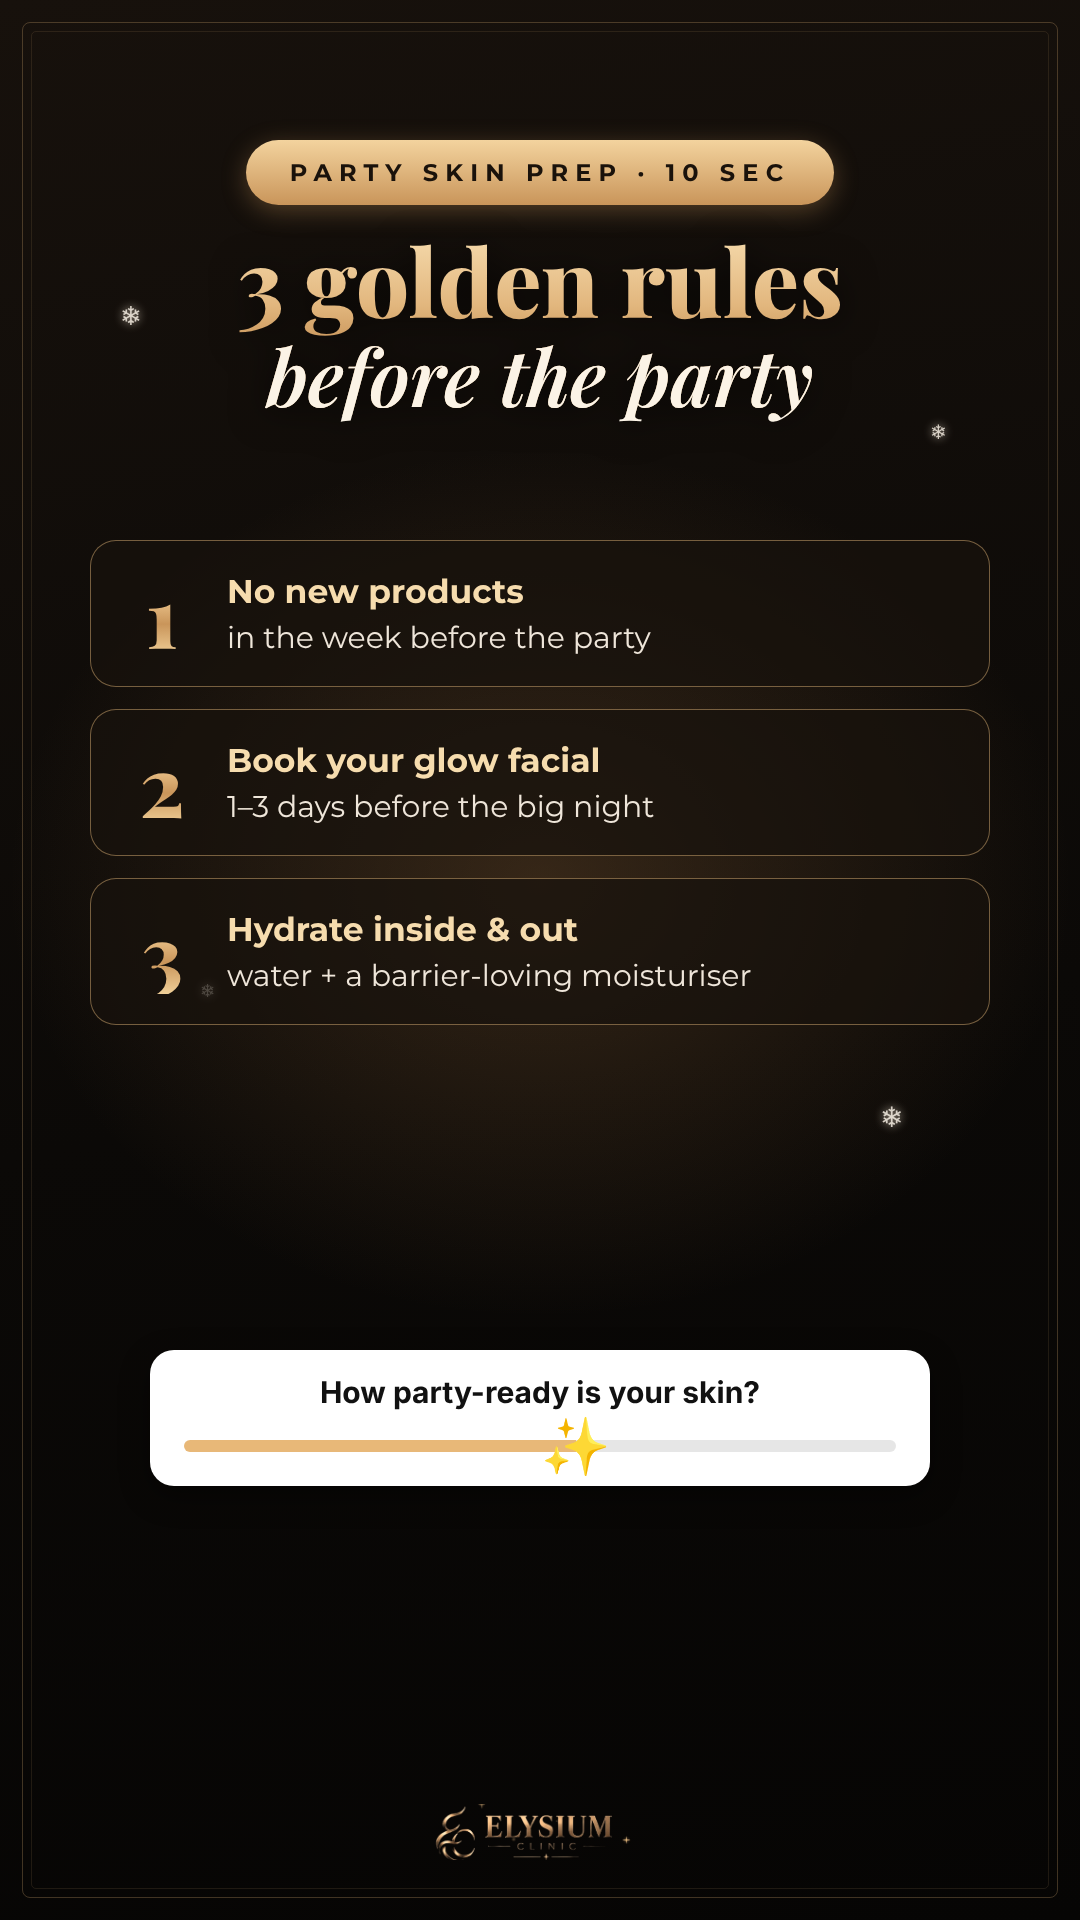 PARTY SKIN PREP · 10 SEC
3 golden rules
before the party
1
No new products
in the week before the party
2
Book your glow facial
1–3 days before the big night
3
Hydrate inside & out
water + a barrier-loving moisturiser
How party-ready is your skin?
ELYSIUM
CLINIC